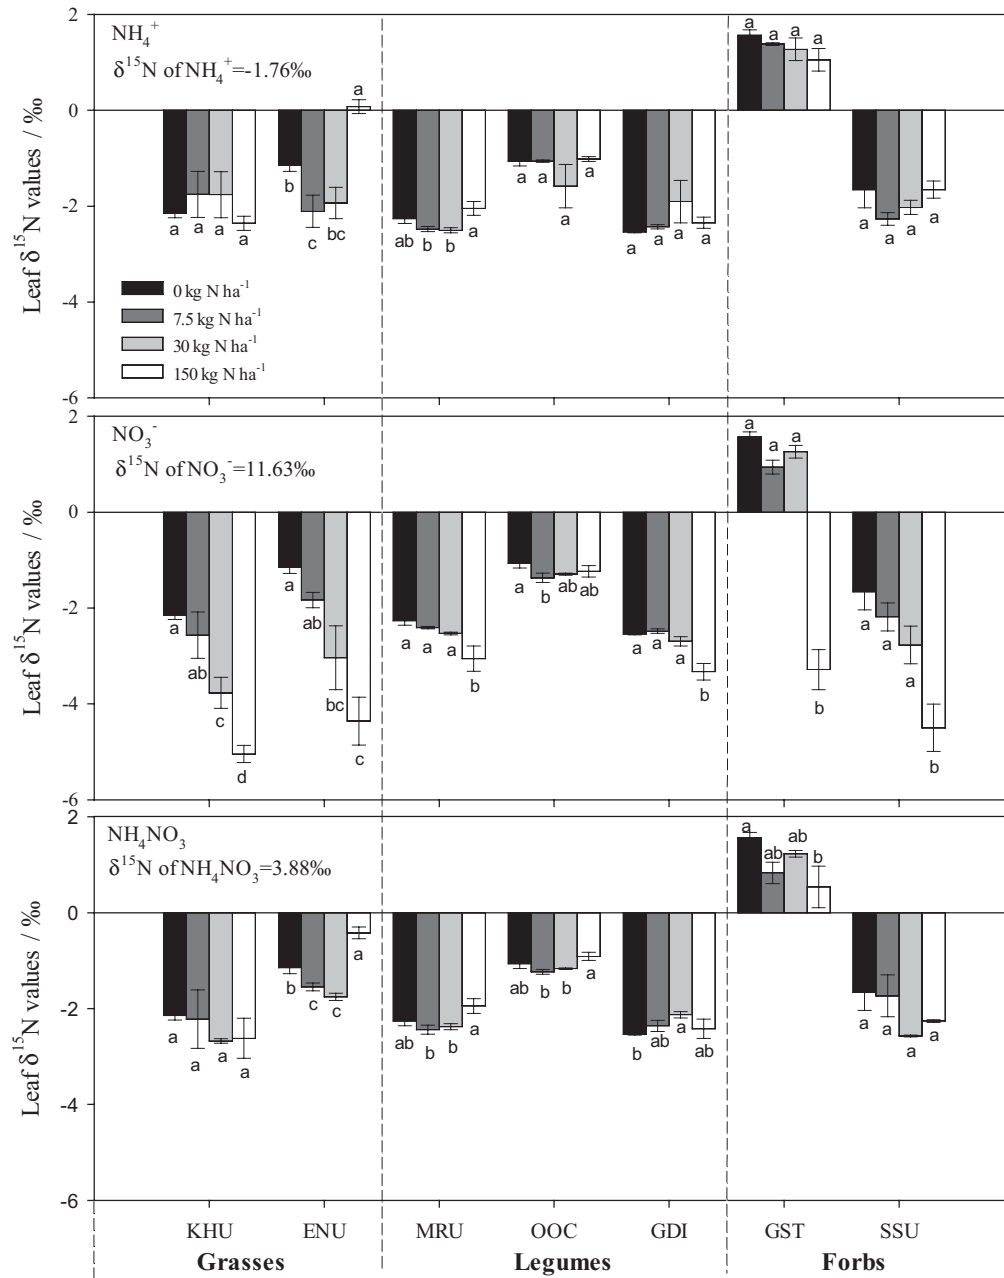 2
NH₄⁺
δ¹⁵N of NH₄⁺=-1.76‰
a a a a
a
0
b c bc
a a a a
ab b b a
a a a a
a a a a
a a a a
-2
-4
-6
Leaf δ¹⁵N values / ‰
0 kg N ha⁻¹
7.5 kg N ha⁻¹
30 kg N ha⁻¹
150 kg N ha⁻¹
2
NO₃⁻
δ¹⁵N of NO₃⁻=11.63‰
a a a b
0
a ab c d
a ab bc c
a a a b
a b ab ab
a a a b
a a a b
-2
-4
-6
Leaf δ¹⁵N values / ‰
2
NH₄NO₃
δ¹⁵N of NH₄NO₃=3.88‰
a ab ab b
0
a a a a
b c c a
ab b b a
ab b b a
b ab a ab
a a a a
-2
-4
-6
Leaf δ¹⁵N values / ‰
KHU ENU MRU OOC GDI GST SSU
Grasses Legumes Forbs